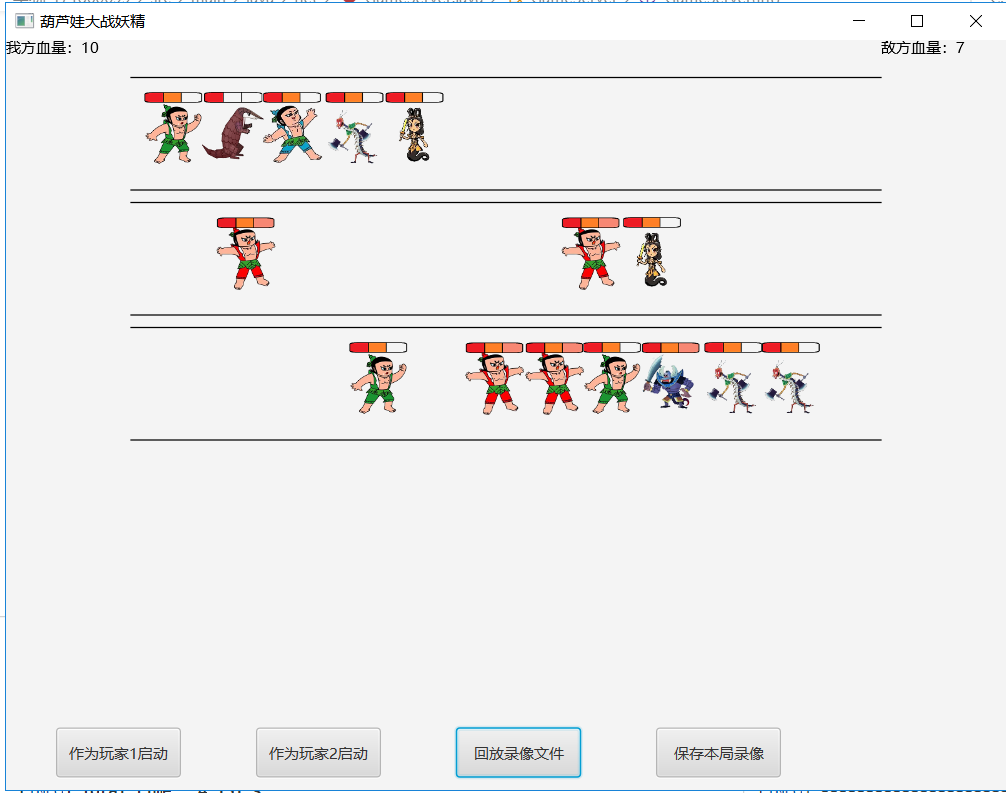 葫芦娃大战妖精
我方血量：10
敌方血量：7
作为玩家1启动
作为玩家2启动
回放录像文件
保存本局录像